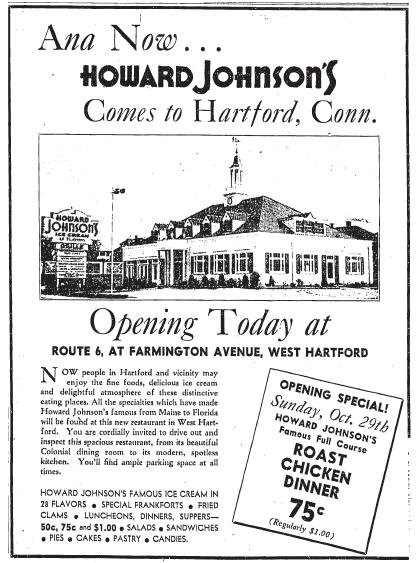 Ana Now...
HOWARD JOHNSON'S
Comes to Hartford, Conn.
HOWARD
JOHNSON'S
ICE CREAM
GRILLE
Opening Today at
ROUTE 6, AT FARMINGTON AVENUE, WEST HARTFORD
NOW people in Hartford and vicinity may
enjoy the fine foods, delicious ice cream
and delightful atmosphere of these distinctive
eating places. All the specialties which have made
Howard Johnson's famous from Maine to Florida
will be found at this new restaurant in West Hart-
ford. You are cordially invited to drive out and
inspect this spacious restaurant, from its beautiful
Colonial dining room to its modern, spotless
kitchen. You'll find ample parking space at all
times.
HOWARD JOHNSON'S FAMOUS ICE CREAM IN
28 FLAVORS • SPECIAL FRANKFORTS • FRIED
CLAMS • LUNCHEONS, DINNERS, SUPPERS—
50c, 75c and $1.00 • SALADS • SANDWICHES
• PIES • CAKES • PASTRY • CANDIES.
OPENING SPECIAL!
Sunday, Oct. 29th
HOWARD JOHNSON'S
Famous Full Course
ROAST
CHICKEN
DINNER
75c
(Regularly $1.00)